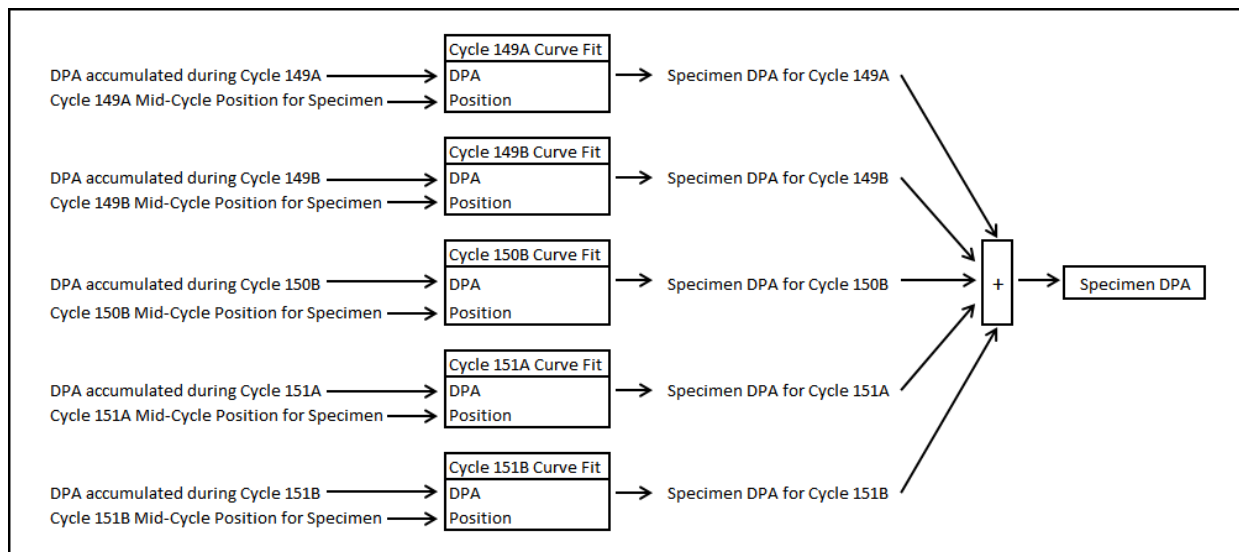 Cycle 149A Curve Fit
DPA accumulated during Cycle 149A
DPA
Specimen DPA for Cycle 149A
Cycle 149A Mid-Cycle Position for Specimen
Position
Cycle 149B Curve Fit
DPA accumulated during Cycle 149B
DPA
Specimen DPA for Cycle 149B
Cycle 149B Mid-Cycle Position for Specimen
Position
Cycle 150B Curve Fit
DPA accumulated during Cycle 150B
DPA
Specimen DPA for Cycle 150B
+
Specimen DPA
Cycle 150B Mid-Cycle Position for Specimen
Position
Cycle 151A Curve Fit
DPA accumulated during Cycle 151A
DPA
Specimen DPA for Cycle 151A
Cycle 151A Mid-Cycle Position for Specimen
Position
Cycle 151B Curve Fit
DPA accumulated during Cycle 151B
DPA
Specimen DPA for Cycle 151B
Cycle 151B Mid-Cycle Position for Specimen
Position